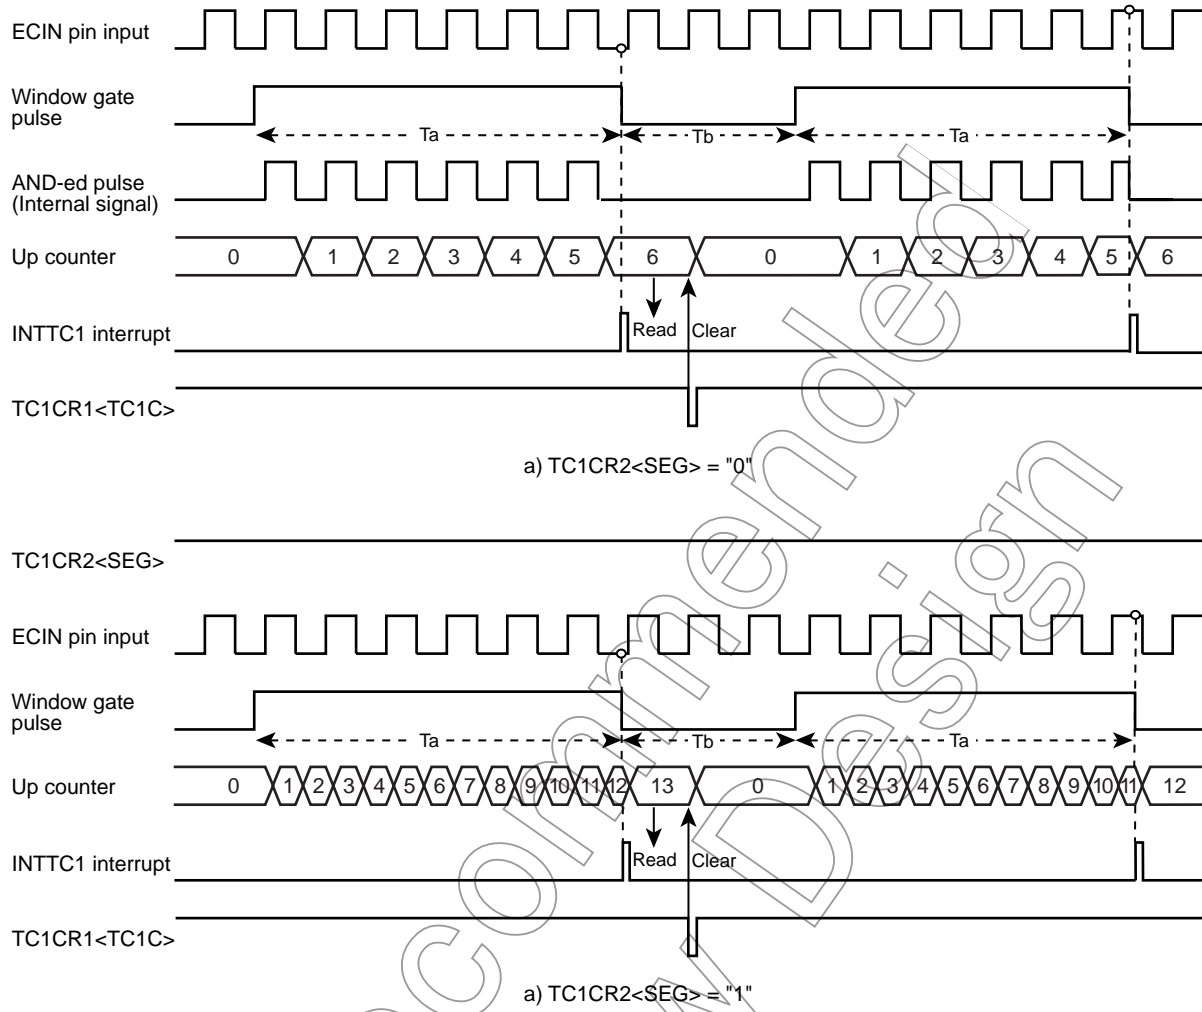 ECIN pin input
Window gate
pulse
Ta Tb Ta
AND-ed pulse
(Internal signal)
Up counter 0 1 2 3 4 5 6 0 1 2 3 4 5 6
INTTC1 interrupt Read Clear
TC1CR1<TC1C>
a) TC1CR2<SEG> = "0"
TC1CR2<SEG>
ECIN pin input
Window gate
pulse
Ta Tb Ta
Up counter 0 1 2 3 4 5 6 7 8 9 10 11 12 13 0 1 2 3 4 5 6 7 8 9 10 11 12
INTTC1 interrupt Read Clear
TC1CR1<TC1C>
a) TC1CR2<SEG> = "1"